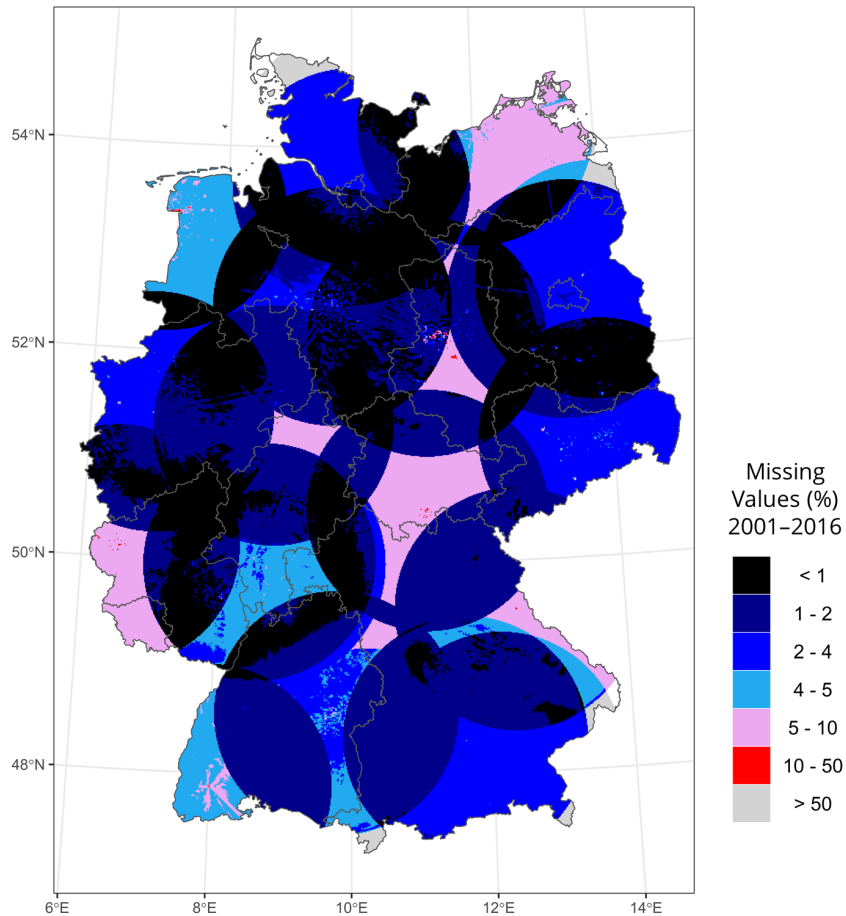 54°N
52°N
50°N
48°N
6°E
8°E
10°E
12°E
14°E
Missing
Values (%)
2001–2016
< 1
1 - 2
2 - 4
4 - 5
5 - 10
10 - 50
> 50